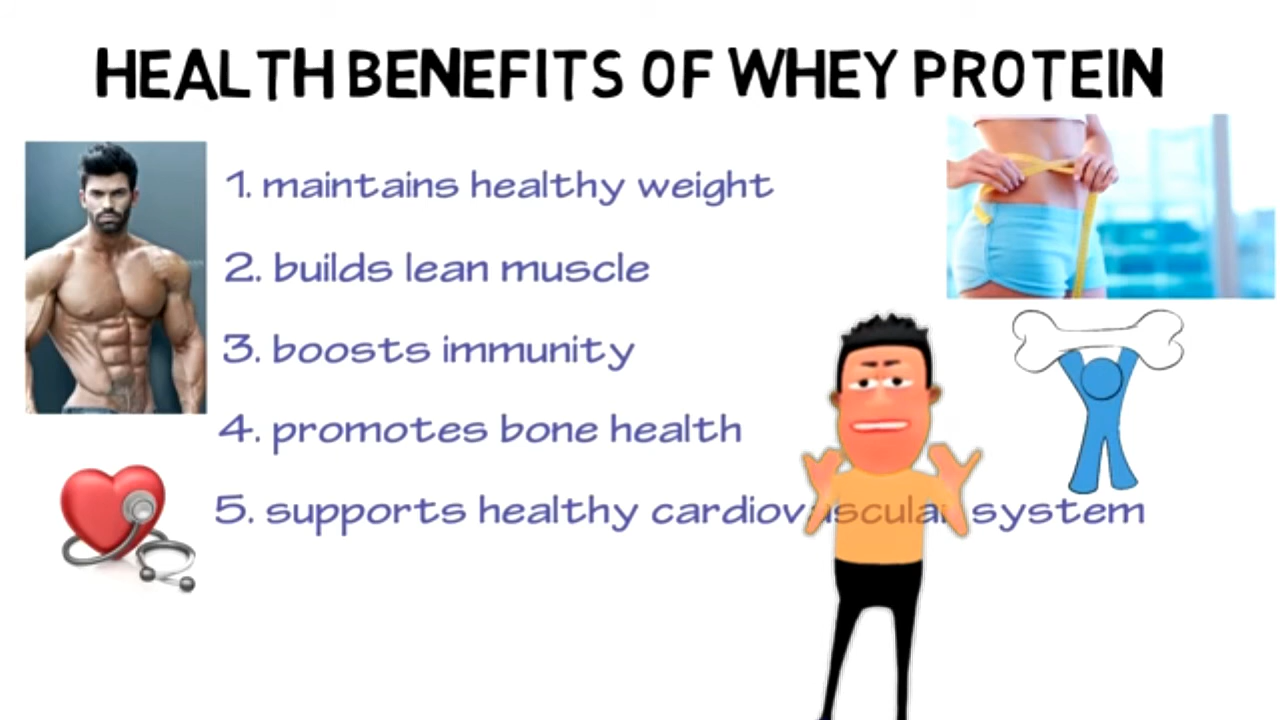 HEALTH BENEFITS OF WHEY PROTEIN
1. maintains healthy weight
2. builds lean muscle
3. boosts immunity
4. promotes bone health
5. supports healthy cardiovascular system